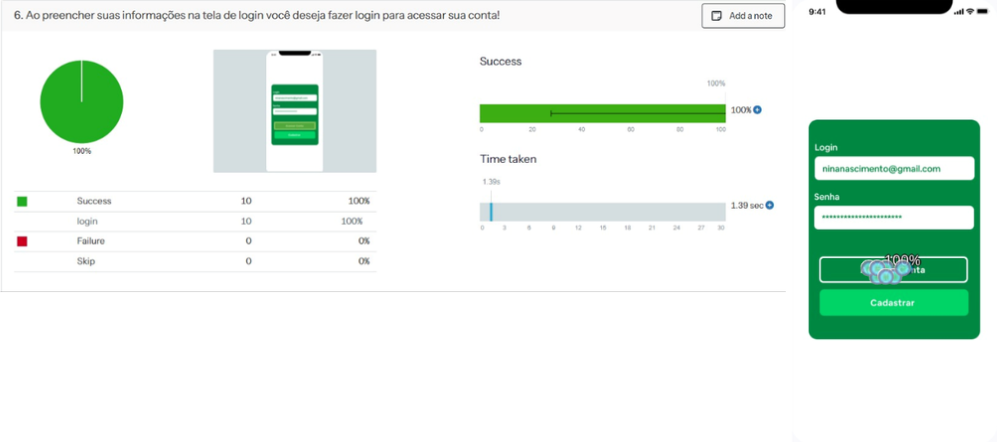 6. Ao preencher suas informações na tela de login você deseja fazer login para acessar sua conta!
Add a note
100%
Success 10 100%
login 10 100%
Failure 0 0%
Skip 0 0%
Success
100%
100%
0 20 40 60 80 100
Time taken
1.39s
1.39 sec
0 3 6 9 12 15 18 21 24 27 30
9:41
Login
ninanascimento@gmail.com
Senha
**********************
100%
Cadastrar